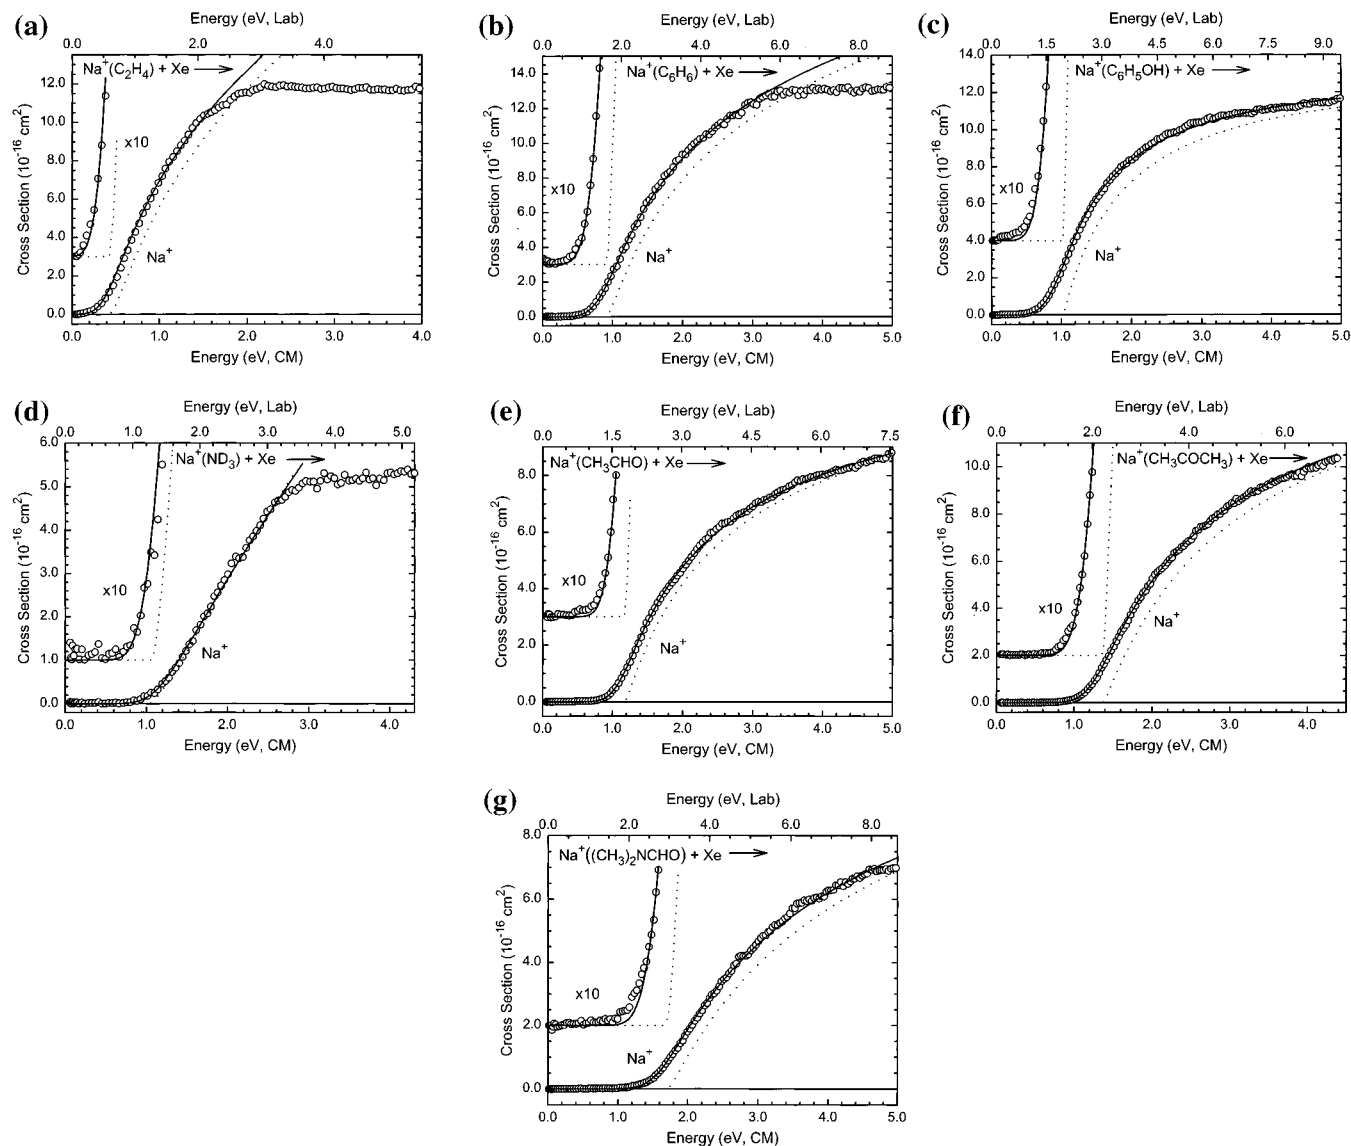 (a)
Energy (eV, Lab)
0.0 2.0 4.0
Na⁺(C₂H₄) + Xe →
12.0
10.0
8.0
6.0
4.0
2.0
0.0
Cross Section (10⁻¹⁶ cm²)
x10
Na⁺
0.0 1.0 2.0 3.0 4.0
Energy (eV, CM)
(b)
Energy (eV, Lab)
0.0 2.0 4.0 6.0 8.0
Na⁺(C₆H₆) + Xe →
14.0
12.0
10.0
8.0
6.0
4.0
2.0
0.0
Cross Section (10⁻¹⁶ cm²)
x10
Na⁺
0.0 1.0 2.0 3.0 4.0 5.0
Energy (eV, CM)
(c)
Energy (eV, Lab)
0.0 1.5 3.0 4.5 6.0 7.5 9.0
Na⁺(C₆H₅OH) + Xe →
14.0
12.0
10.0
8.0
6.0
4.0
2.0
0.0
Cross Section (10⁻¹⁶ cm²)
x10
Na⁺
0.0 1.0 2.0 3.0 4.0 5.0
Energy (eV, CM)
(d)
Energy (eV, Lab)
0.0 1.0 2.0 3.0 4.0 5.0
Na⁺(ND₃) + Xe →
6.0
5.0
4.0
3.0
2.0
1.0
0.0
Cross Section (10⁻¹⁶ cm²)
x10
Na⁺
0.0 1.0 2.0 3.0 4.0
Energy (eV, CM)
(e)
Energy (eV, Lab)
0.0 1.5 3.0 4.5 6.0 7.5
Na⁺(CH₃CHO) + Xe →
8.0
6.0
4.0
2.0
0.0
Cross Section (10⁻¹⁶ cm²)
x10
Na⁺
0.0 1.0 2.0 3.0 4.0 5.0
Energy (eV, CM)
(f)
Energy (eV, Lab)
0.0 2.0 4.0 6.0
Na⁺(CH₃COCH₃) + Xe →
10.0
8.0
6.0
4.0
2.0
0.0
Cross Section (10⁻¹⁶ cm²)
x10
Na⁺
0.0 1.0 2.0 3.0 4.0
Energy (eV, CM)
(g)
Energy (eV, Lab)
0.0 2.0 4.0 6.0 8.0
Na⁺((CH₃)₂NCHO) + Xe →
8.0
6.0
4.0
2.0
0.0
Cross Section (10⁻¹⁶ cm²)
x10
Na⁺
0.0 1.0 2.0 3.0 4.0 5.0
Energy (eV, CM)